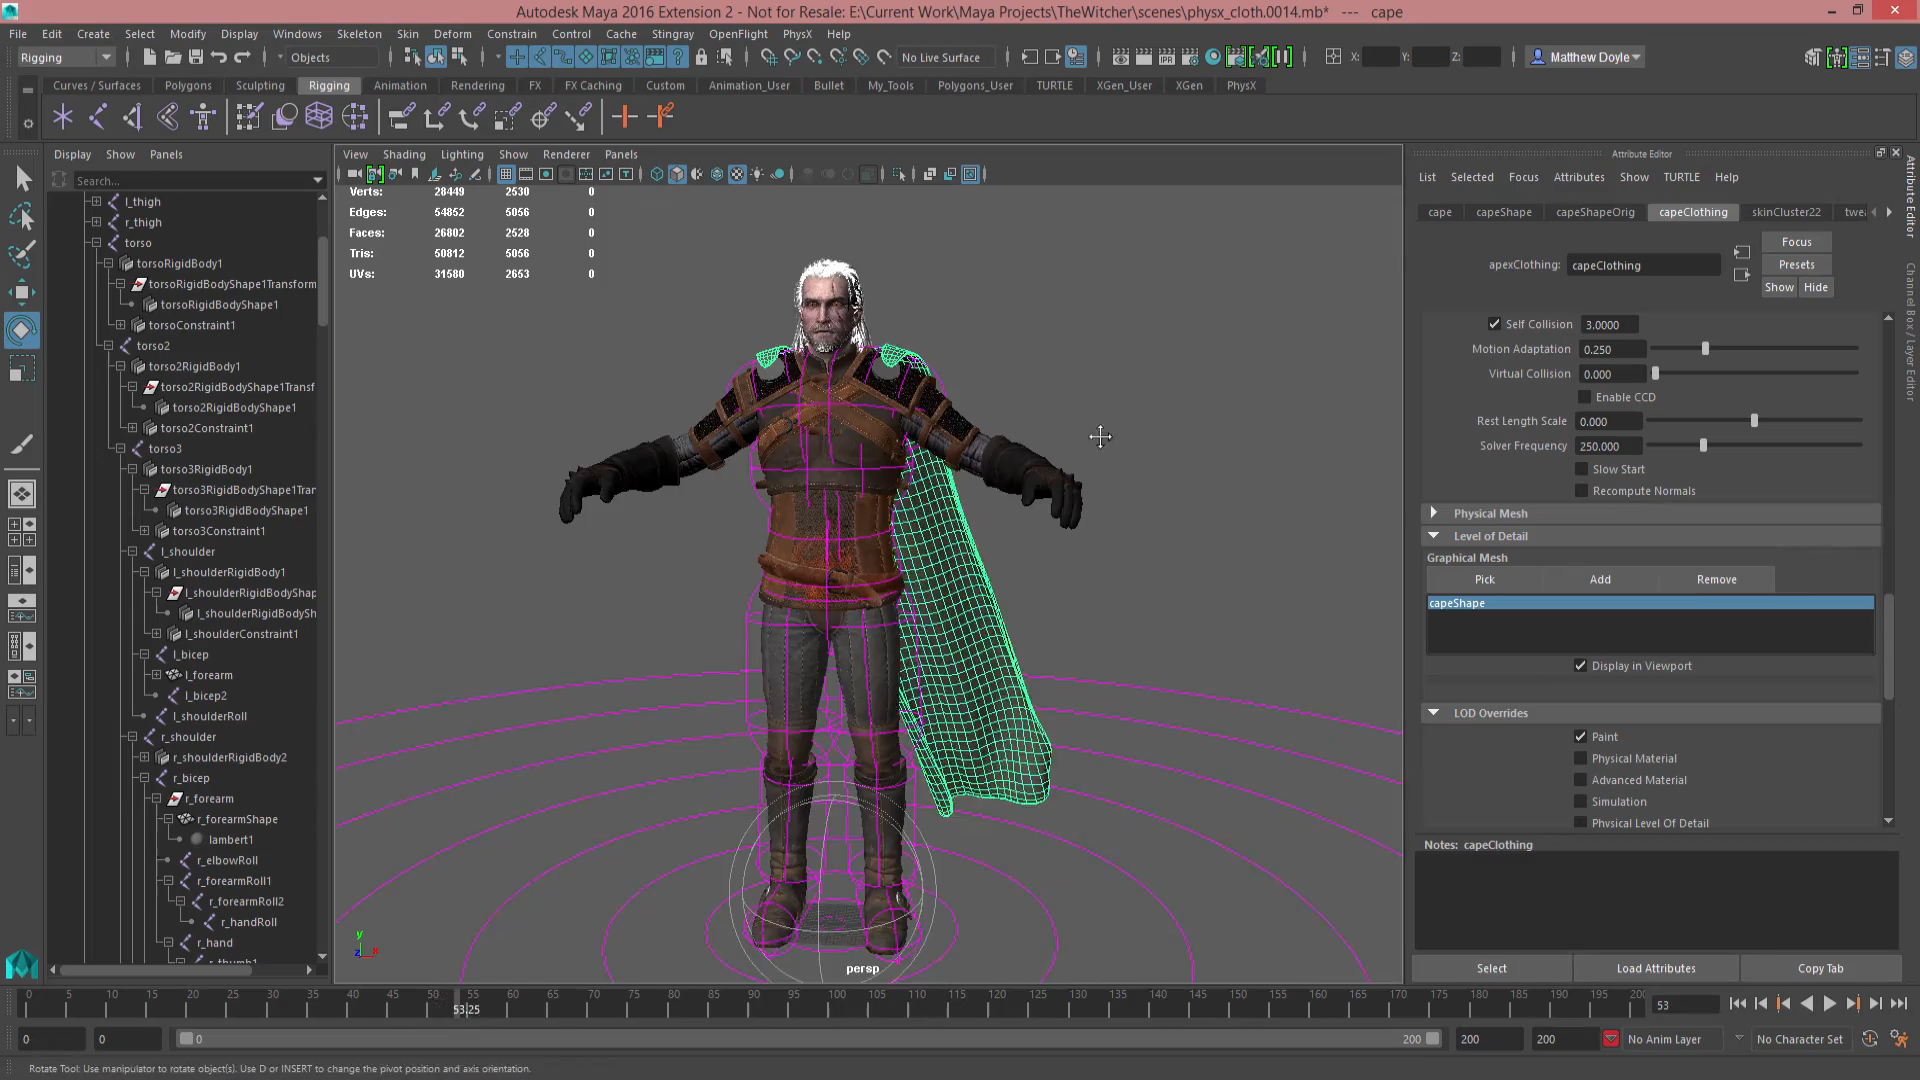 Autodesk Maya 2016 Extension 2 - Not for Resale: E:\Current Work\Maya Projects\TheWitcher\scenes\physx_cloth.0014.mb* --- cape
File Edit Create Select Modify Display Windows Skeleton Skin Deform Constrain Control Cache Stingray OpenFlight PhysX Help
Rigging Objects No Live Surface X: Y: Z: Matthew Doyle
Curves / Surfaces Polygons Sculpting Rigging Animation Rendering FX FX Caching Custom Animation_User Bullet My_Tools Polygons_User TURTLE XGen_User XGen PhysX
Display Show Panels
Search...
l_thigh
r_thigh
torso
torsoRigidBody1
torsoRigidBodyShape1Transform
torsoRigidBodyShape1
torsoConstraint1
torso2
torso2RigidBody1
torso2RigidBodyShape1Transf
torso2RigidBodyShape1
torso2Constraint1
torso3
torso3RigidBody1
torso3RigidBodyShape1Tran
torso3RigidBodyShape1
torso3Constraint1
l_shoulder
l_shoulderRigidBody1
l_shoulderRigidBodyShap
l_shoulderRigidBodySh
l_shoulderConstraint1
l_bicep
l_forearm
l_bicep2
l_shoulderRoll
r_shoulder
r_shoulderRigidBody2
r_bicep
r_forearm
r_forearmShape
lambert1
r_elbowRoll
r_forearmRoll1
r_forearmRoll2
r_handRoll
r_hand
r_thumb1
View Shading Lighting Show Renderer Panels
Verts: 28449 2530 0
Edges: 54852 5056 0
Faces: 26802 2528 0
Tris: 50812 5056 0
UVs: 31580 2653 0
y
z x
persp
Attribute Editor
List Selected Focus Attributes Show TURTLE Help
cape capeShape capeShapeOrig capeClothing skinCluster22 twea
apexClothing: capeClothing
Focus
Presets
Show Hide
Self Collision 3.0000
Motion Adaptation 0.250
Virtual Collision 0.000
Enable CCD
Rest Length Scale 0.000
Solver Frequency 250.000
Slow Start
Recompute Normals
Physical Mesh
Level of Detail
Graphical Mesh
Pick Add Remove
capeShape
Display in Viewport
LOD Overrides
Paint
Physical Material
Advanced Material
Simulation
Physical Level Of Detail
Notes: capeClothing
Select Load Attributes Copy Tab
Attribute Editor
Channel Box / Layer Editor
0 5 10 15 20 25 30 35 40 45 50 55 60 65 70 75 80 85 90 95 100 105 110 115 120 125 130 135 140 145 150 155 160 165 170 175 180 185 190 195 200
53.25
53
0 0 0 200 200 200 No Anim Layer No Character Set
Rotate Tool: Use manipulator to rotate object(s). Use D or INSERT to change the pivot position and axis orientation.